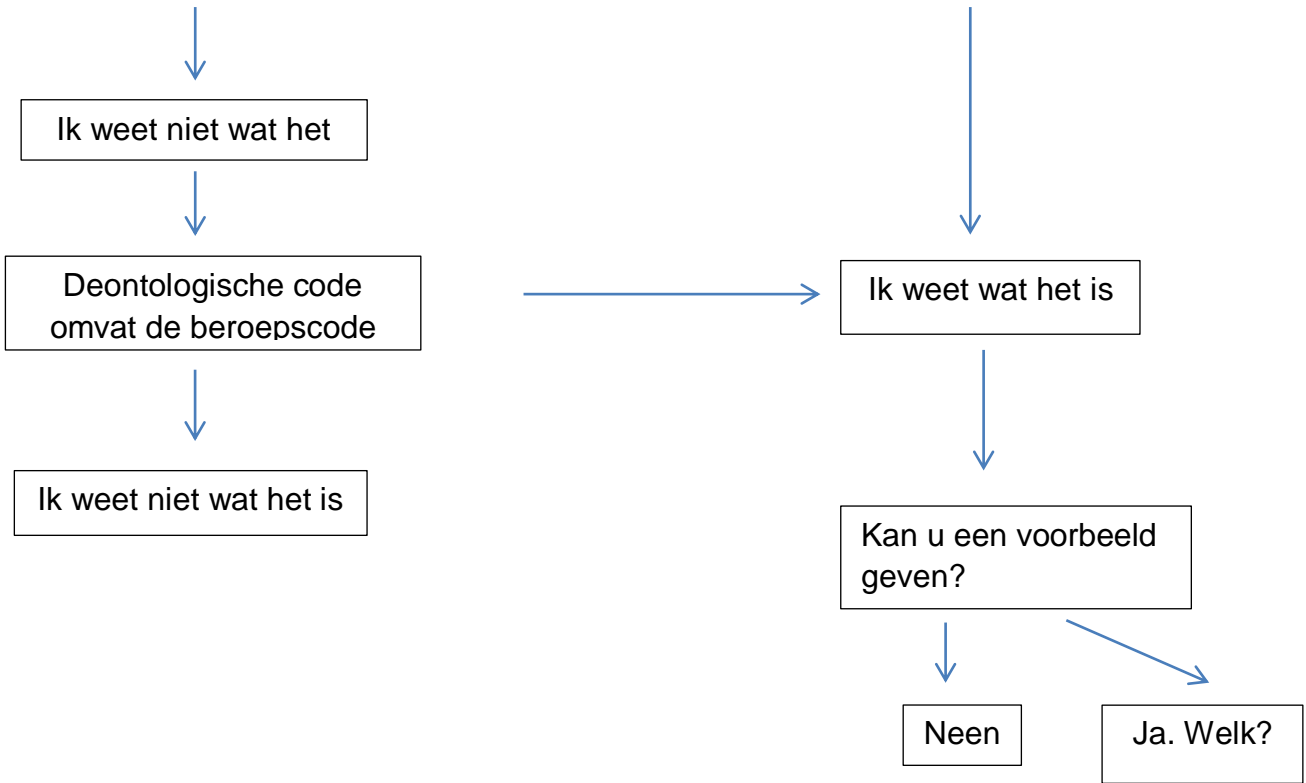 Ik weet niet wat het
Deontologische code
omvat de beroepscode
Ik weet wat het is
Ik weet niet wat het is
Kan u een voorbeeld
geven?
Neen
Ja. Welk?